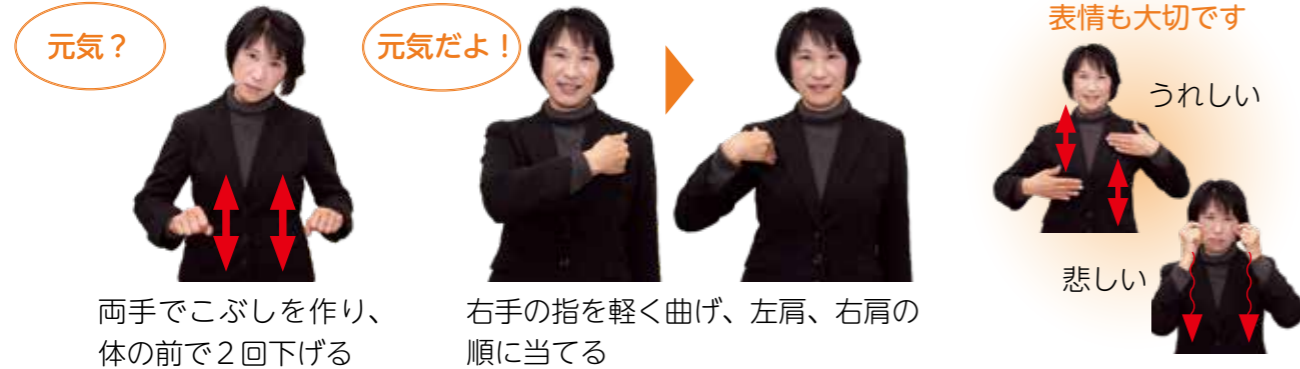 元気？
両手でこぶしを作り、
体の前で２回下げる
元気だよ！
右手の指を軽く曲げ、左肩、右肩の
順に当てる
表情も大切です
うれしい
悲しい